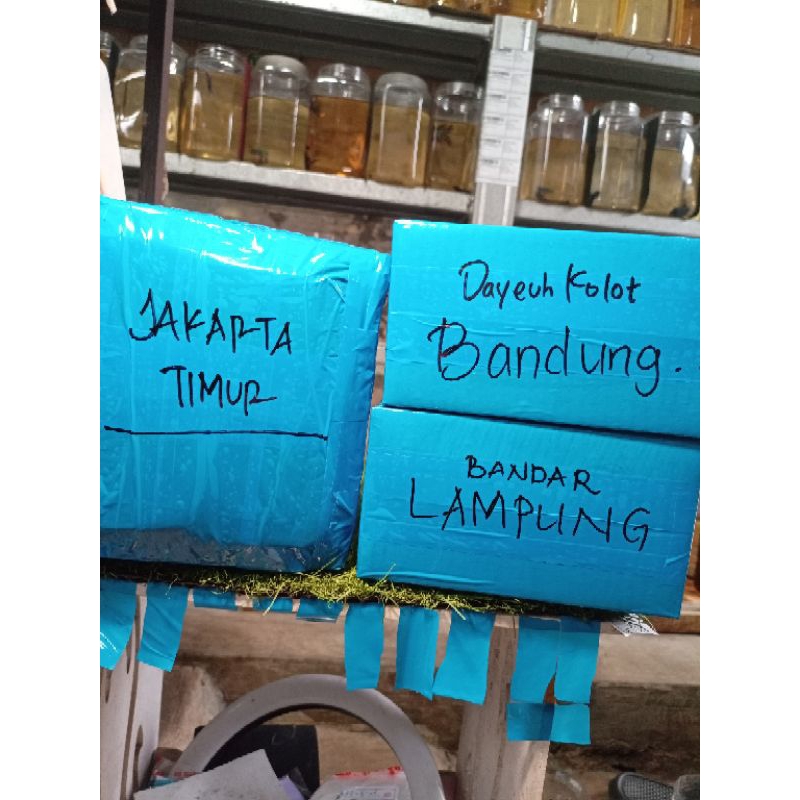 JAKARTA
TIMUR
Dayeuh Kolot
Bandung.
BANDAR
LAMPUNG